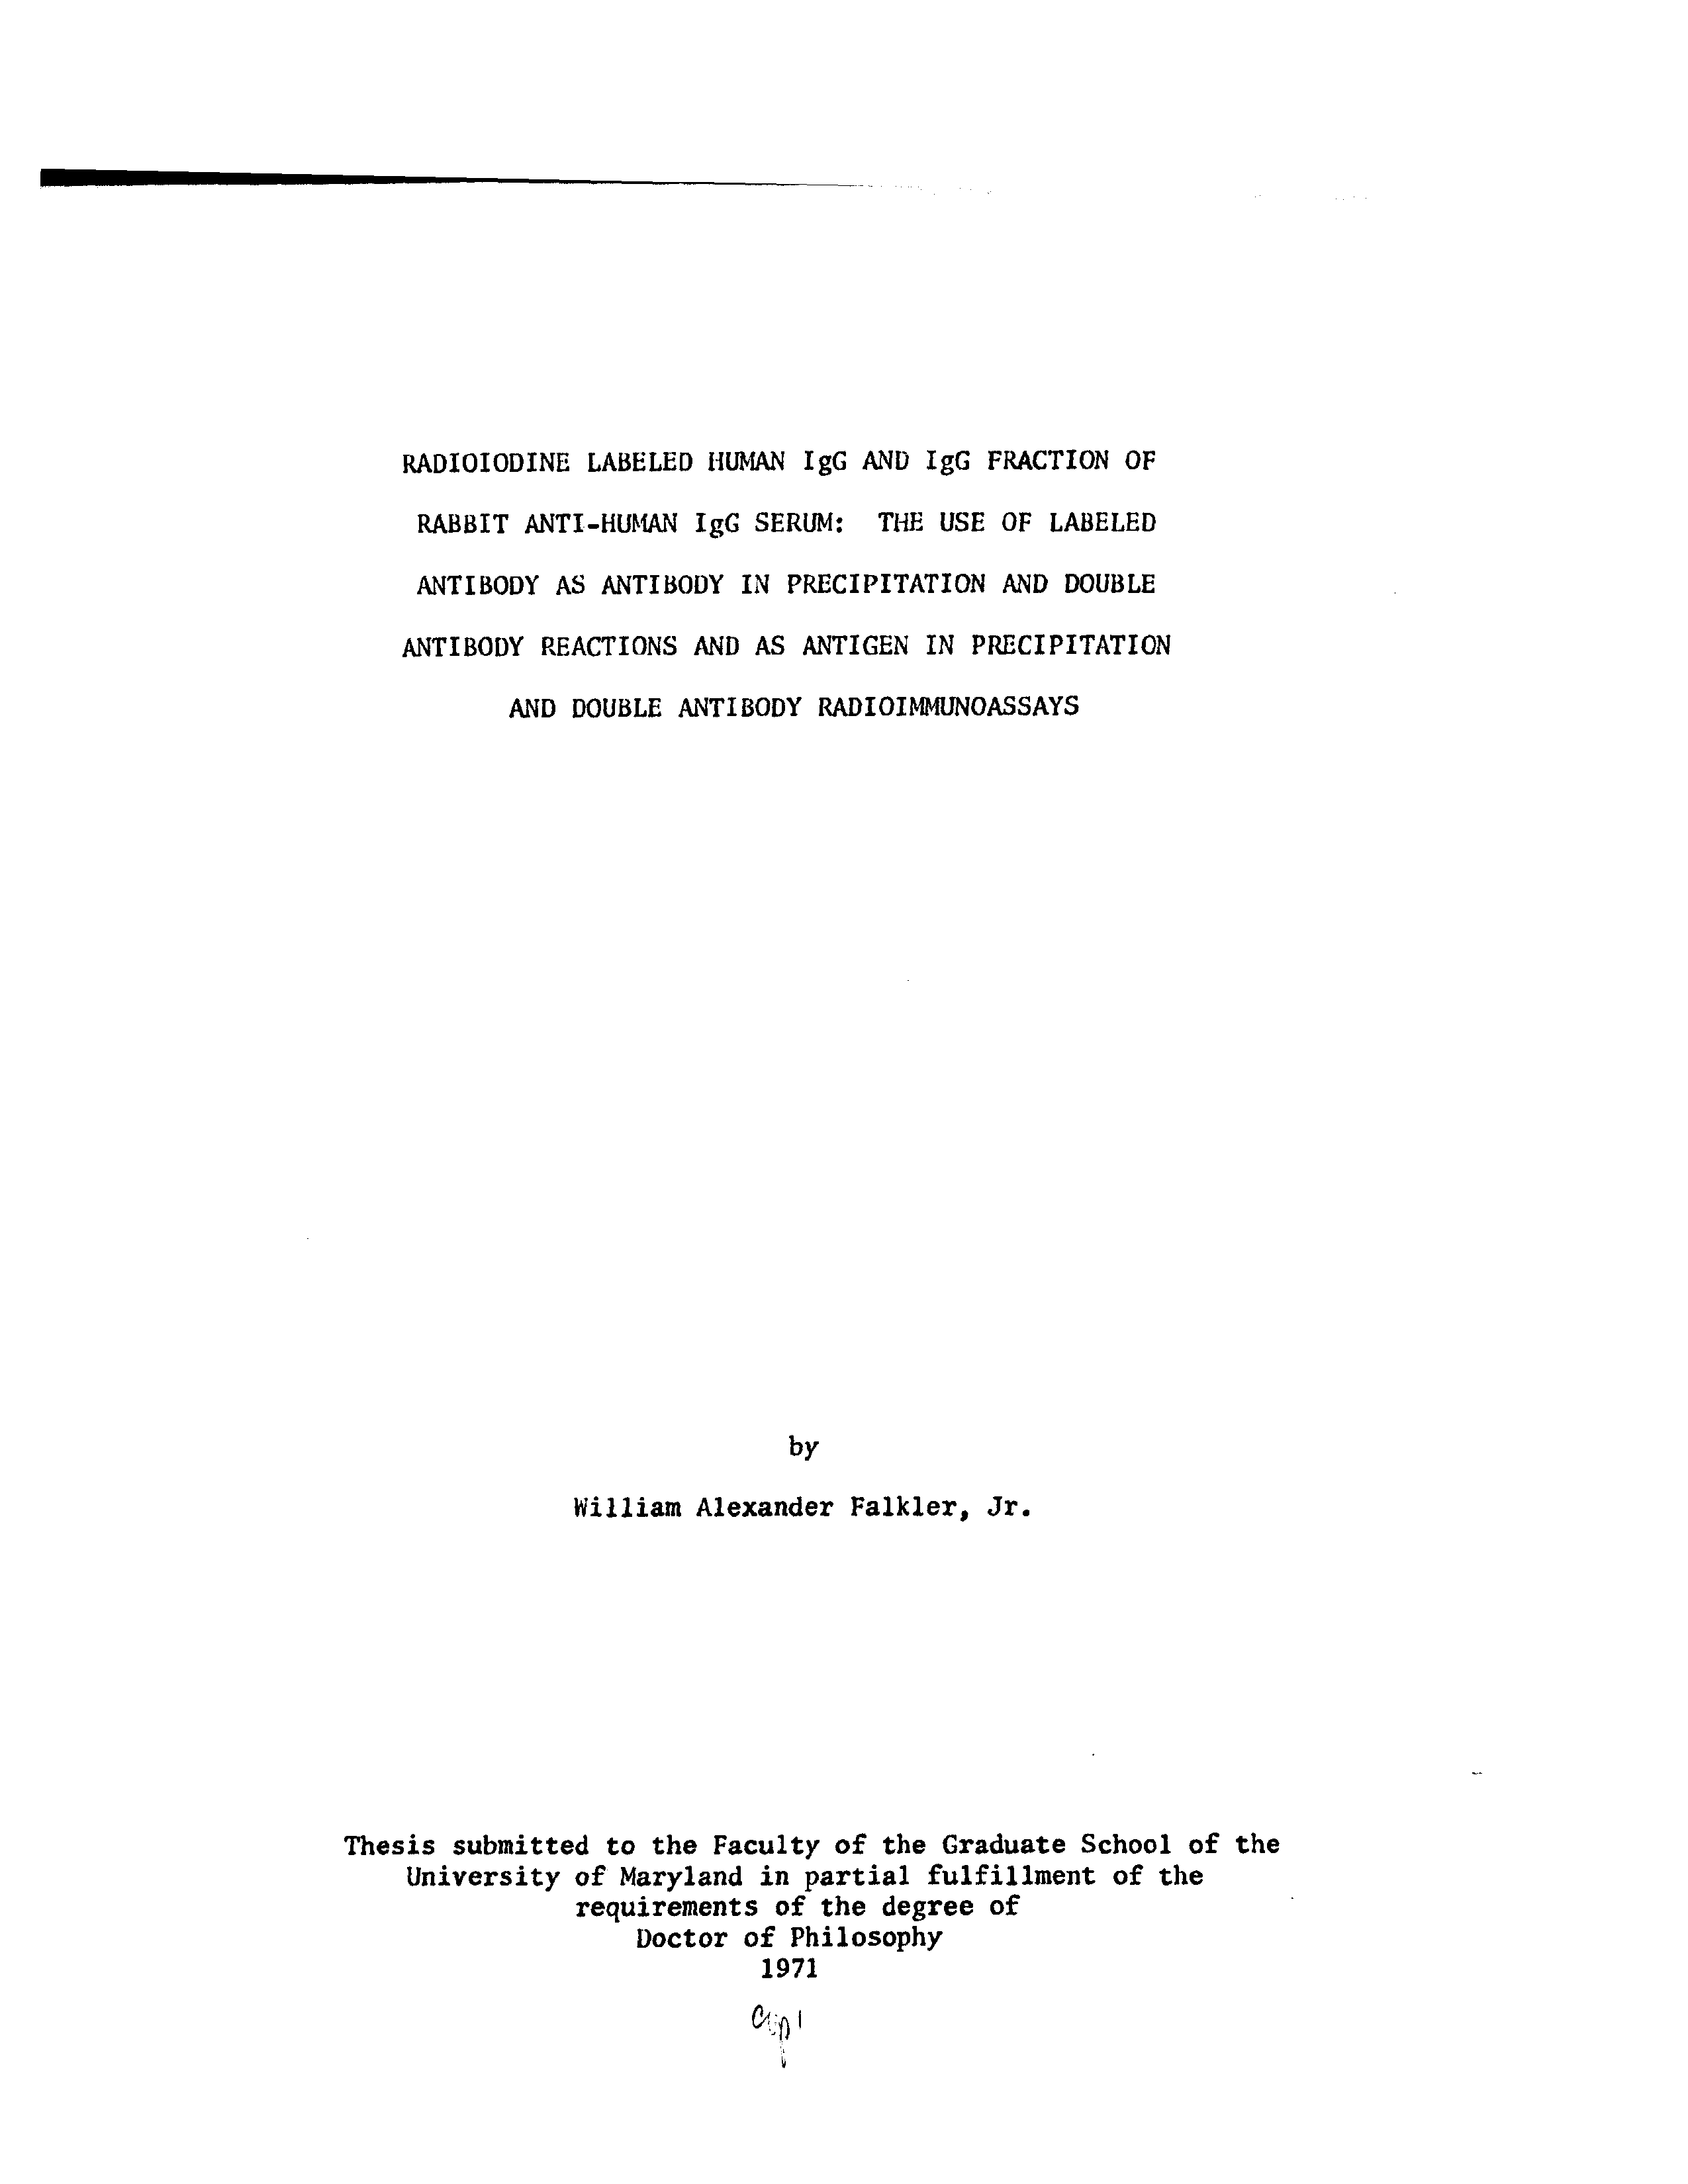 RADIOIODINE LABELED HUMAN IgG AND IgG FRACTION OF
RABBIT ANTI-HUMAN IgG SERUM: THE USE OF LABELED
ANTIBODY AS ANTIBODY IN PRECIPITATION AND DOUBLE
ANTIBODY REACTIONS AND AS ANTIGEN IN PRECIPITATION
AND DOUBLE ANTIBODY RADIOIMMUNOASSAYS
by
William Alexander Falkler, Jr.
Thesis submitted to the Faculty of the Graduate School of the
University of Maryland in partial fulfillment of the
requirements of the degree of
Doctor of Philosophy
1971